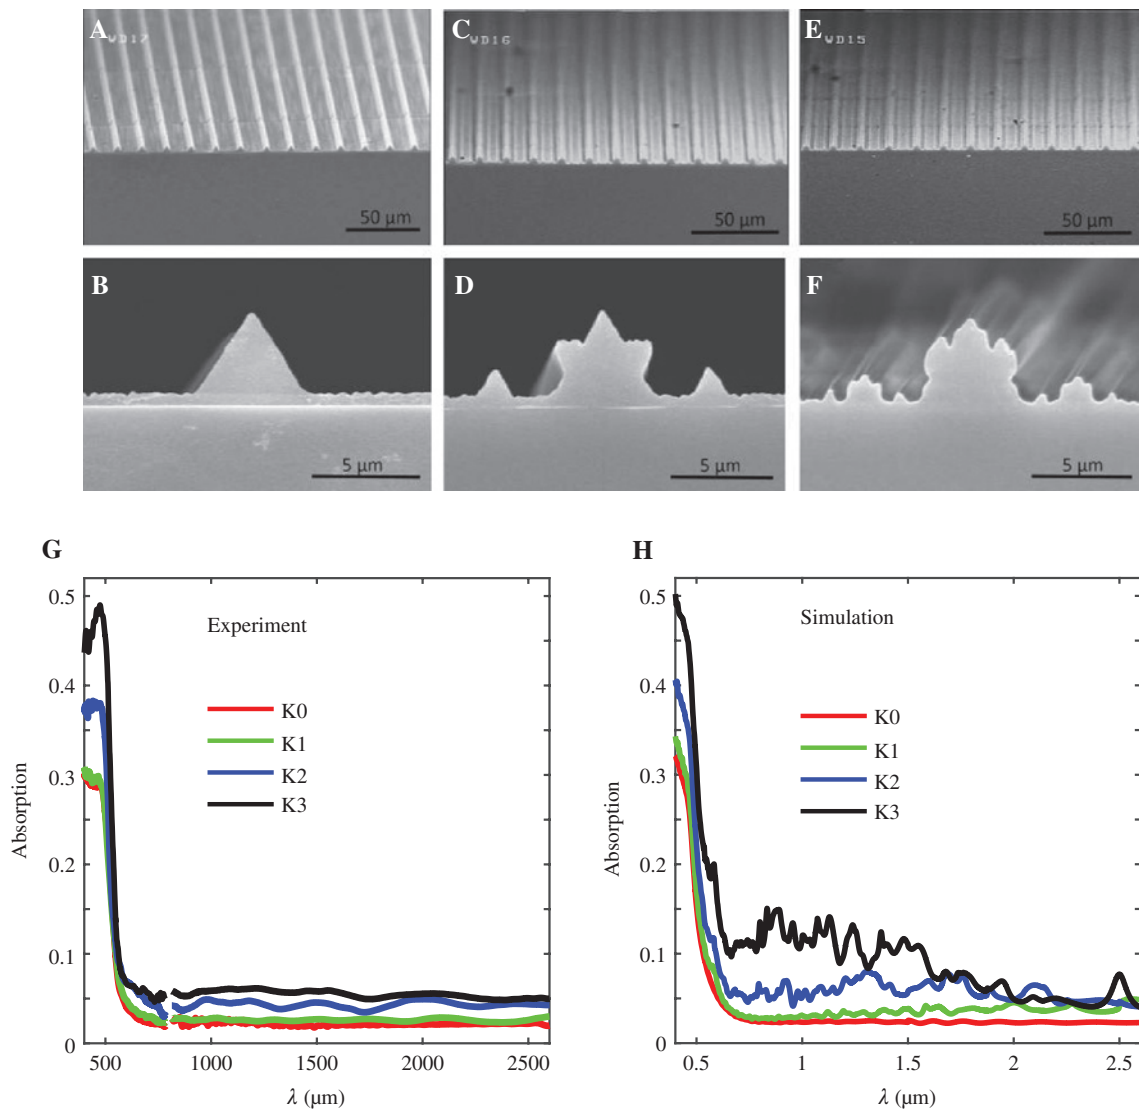 A
WD17
50 µm
C
WD16
50 µm
E
WD15
50 µm
B
5 µm
D
5 µm
F
5 µm
G
0.5
0.4
0.3
0.2
0.1
0
Absorption
Experiment
K0
K1
K2
K3
500
1000
1500
2000
2500
λ (µm)
H
0.5
0.4
0.3
0.2
0.1
0
Absorption
Simulation
K0
K1
K2
K3
0.5
1
1.5
2
2.5
λ (µm)